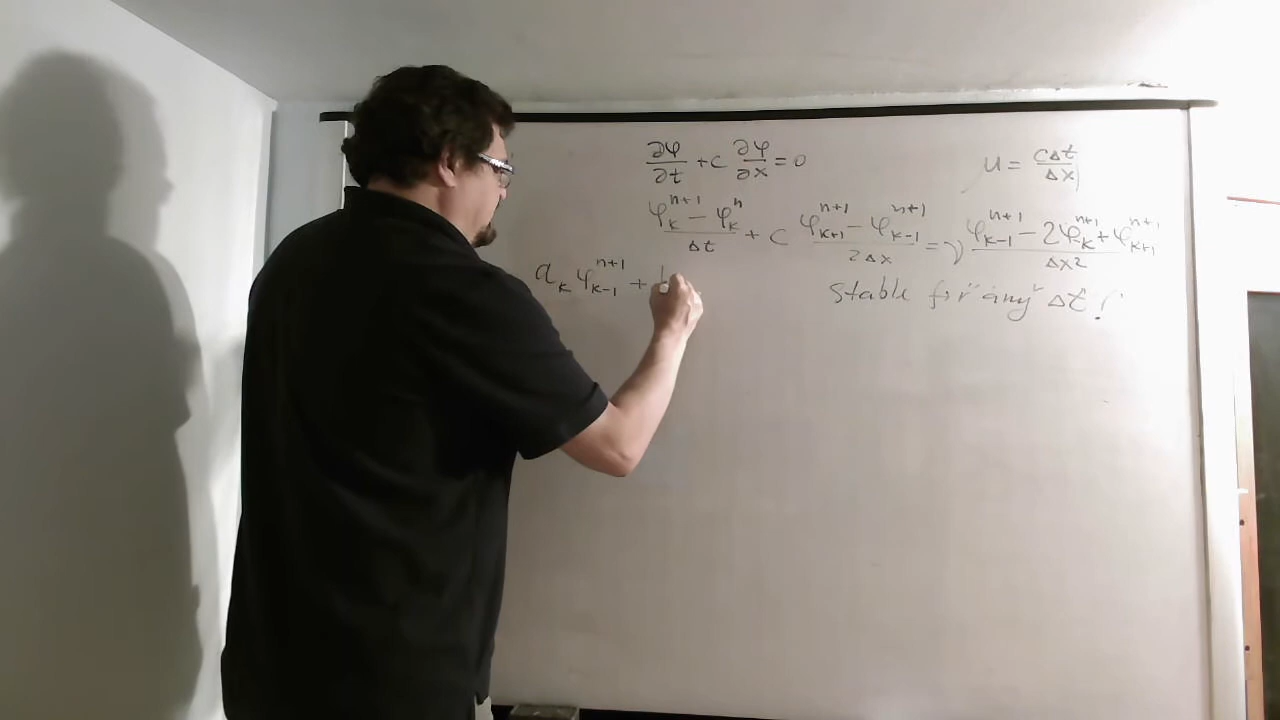 ∂φ/∂t + c ∂φ/∂x = 0
u = cΔt/Δx
(φ_k^{n+1} − φ_k^n)/Δt + c (φ_{k+1}^{n+1} − φ_{k-1}^{n+1})/(2Δx) = ν (φ_{k-1}^{n+1} − 2φ_k^{n+1} + φ_{k+1}^{n+1})/Δx²
a_k φ_{k-1}^{n+1} +
stable for "any" Δt !